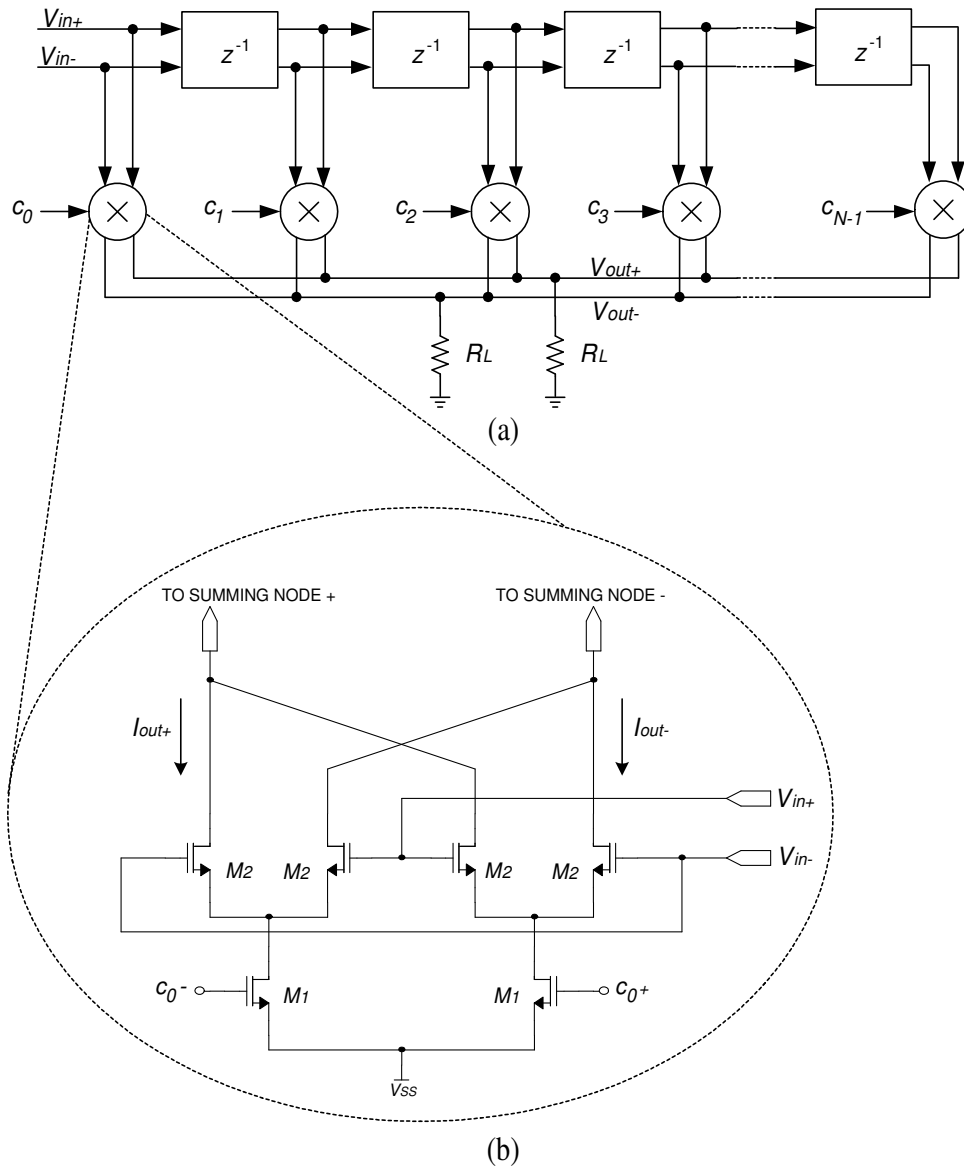 Vin+
Vin-
z-1 z-1 z-1 z-1
c0 c1 c2 c3 cN-1
Vout+
Vout-
RL RL
(a)
TO SUMMING NODE + TO SUMMING NODE -
Iout+ Iout-
Vin+
M2 M2 M2 M2 Vin-
c0- M1 M1 c0+
VSS
(b)